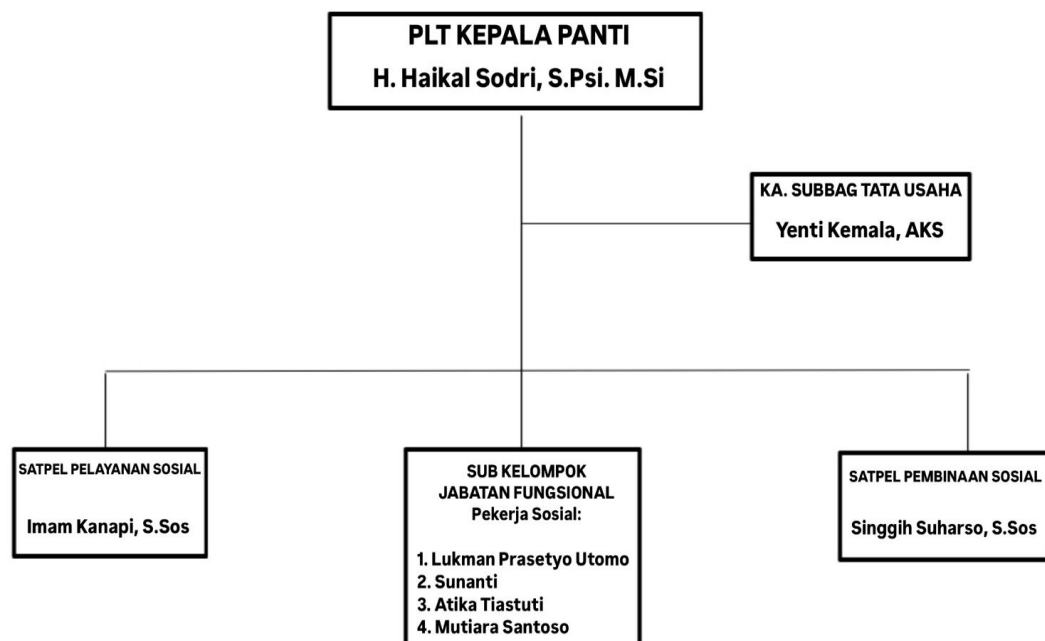 PLT KEPALA PANTI
H. Haikal Sodri, S.Psi. M.Si
KA. SUBBAG TATA USAHA
Yenti Kemala, AKS
SATPEL PELAYANAN SOSIAL
Imam Kanapi, S.Sos
SUB KELOMPOK
JABATAN FUNGSIONAL
Pekerja Sosial:
1. Lukman Prasetyo Utomo
2. Sunanti
3. Atika Tiastuti
4. Mutiara Santoso
SATPEL PEMBINAAN SOSIAL
Singgih Suharso, S.Sos